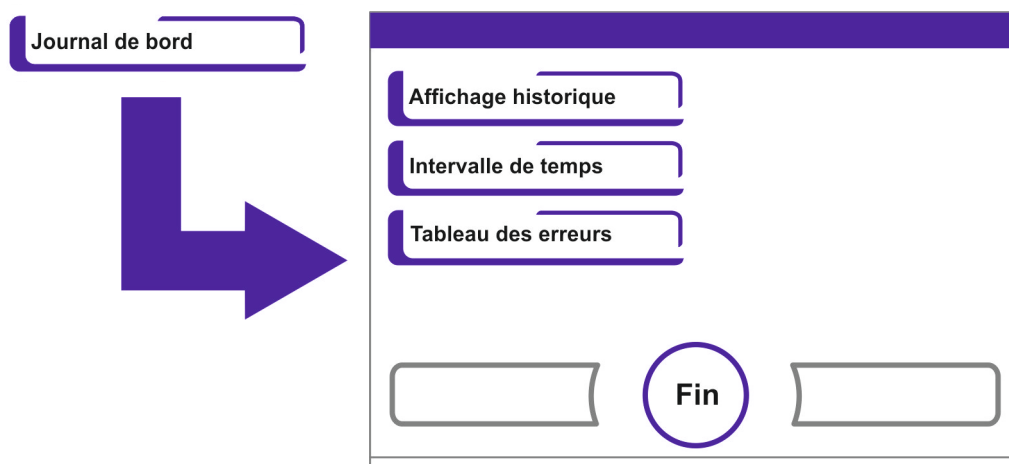 Journal de bord
Affichage historique
Intervalle de temps
Tableau des erreurs
Fin